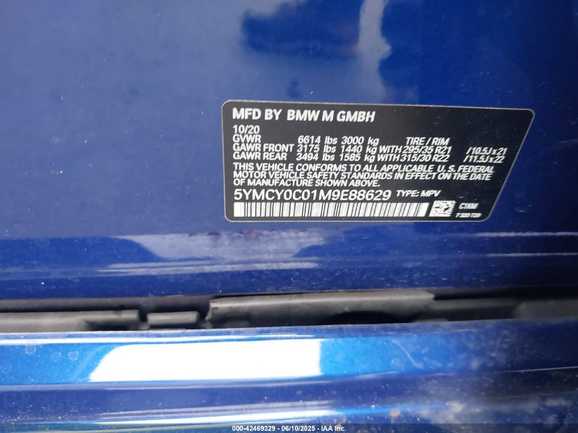 MFD BY BMW M GMBH
10/20
GVWR 6614 lbs 3000 kg TIRE / RIM
GAWR FRONT 3175 lbs 1440 kg WITH 295/35 R21 /10.5J x 21
GAWR REAR 3494 lbs 1585 kg WITH 315/30 R22 /11.5J x 22
THIS VEHICLE CONFORMS TO ALL APPLICABLE U. S. FEDERAL
MOTOR VEHICLE SAFETY STANDARDS IN EFFECT ON THE
DATE OF MANUFACTURE SHOWN ABOVE.
5YMCY0C01M9E88629 TYPE: MPV
000-42469229 - 06/10/2025 - IAAI, Inc.